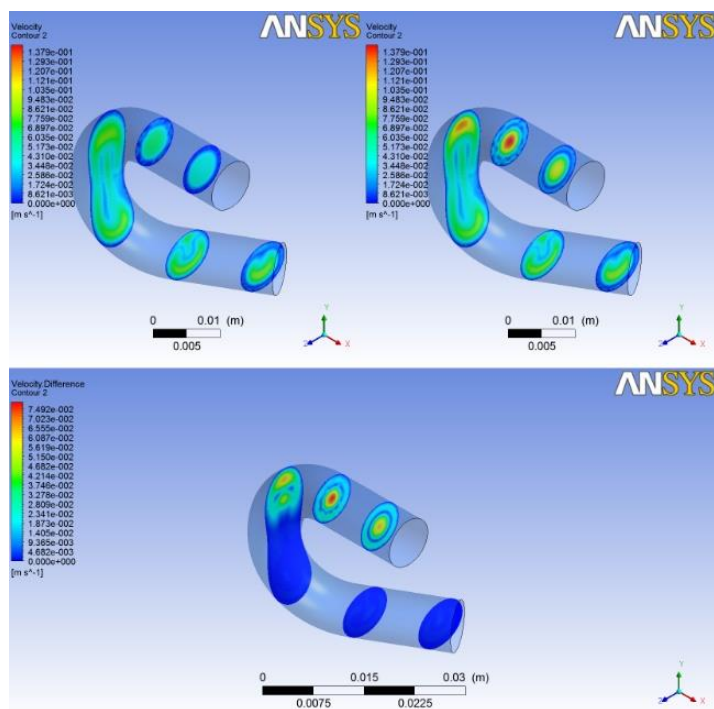 Velocity
Contour 2
1.379e-001
1.293e-001
1.207e-001
1.121e-001
1.034e-001
9.483e-002
8.621e-002
7.759e-002
6.897e-002
6.035e-002
5.173e-002
4.310e-002
3.448e-002
2.586e-002
1.724e-002
8.621e-003
0.000e+000
[m s^-1]
ANSYS
0 0.01 (m)
0.005
Y
Z X
Velocity
Contour 2
1.379e-001
1.293e-001
1.207e-001
1.121e-001
1.034e-001
9.483e-002
8.621e-002
7.759e-002
6.897e-002
6.035e-002
5.173e-002
4.310e-002
3.448e-002
2.586e-002
1.724e-002
8.621e-003
0.000e+000
[m s^-1]
ANSYS
0 0.01 (m)
0.005
Y
Z X
Velocity.Difference
Contour 2
7.492e-002
7.023e-002
6.555e-002
6.087e-002
5.619e-002
5.150e-002
4.682e-002
4.214e-002
3.746e-002
3.278e-002
2.809e-002
2.341e-002
1.873e-002
1.405e-002
9.365e-003
4.682e-003
0.000e+000
[m s^-1]
ANSYS
0 0.015 0.03 (m)
0.0075 0.0225
Y
Z X